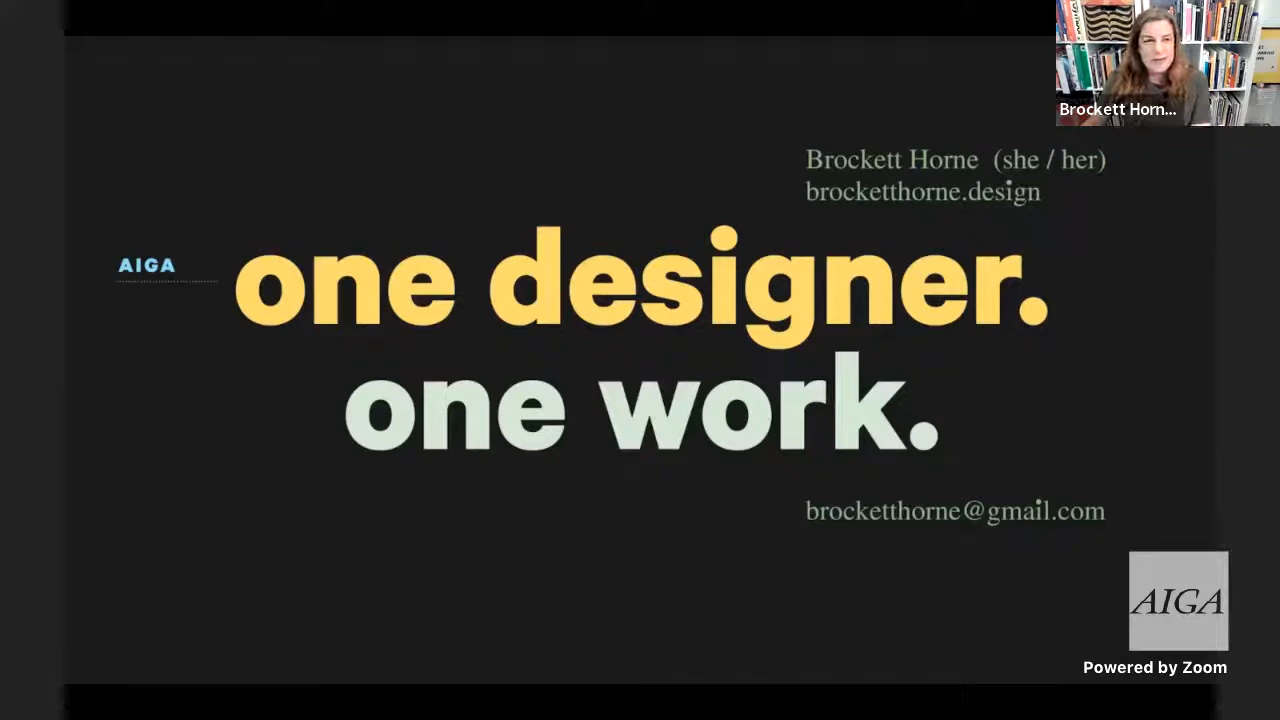 Brockett Horn...
Brockett Horne (she / her)
brocketthorne.design
AIGA
one designer.
one work.
brocketthorne@gmail.com
AIGA
Powered by Zoom